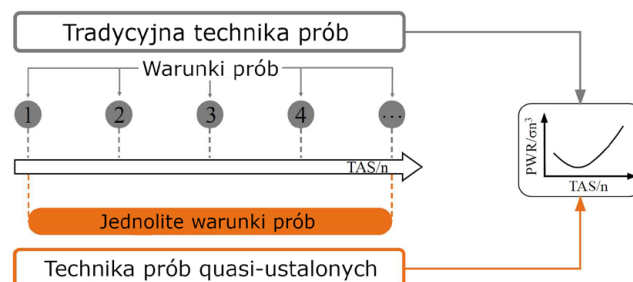 Tradycyjna technika prób
Warunki prób
1 2 3 4 ...
TAS/n
Jednolite warunki prób
Technika prób quasi-ustalonych
PWR/σn³
TAS/n